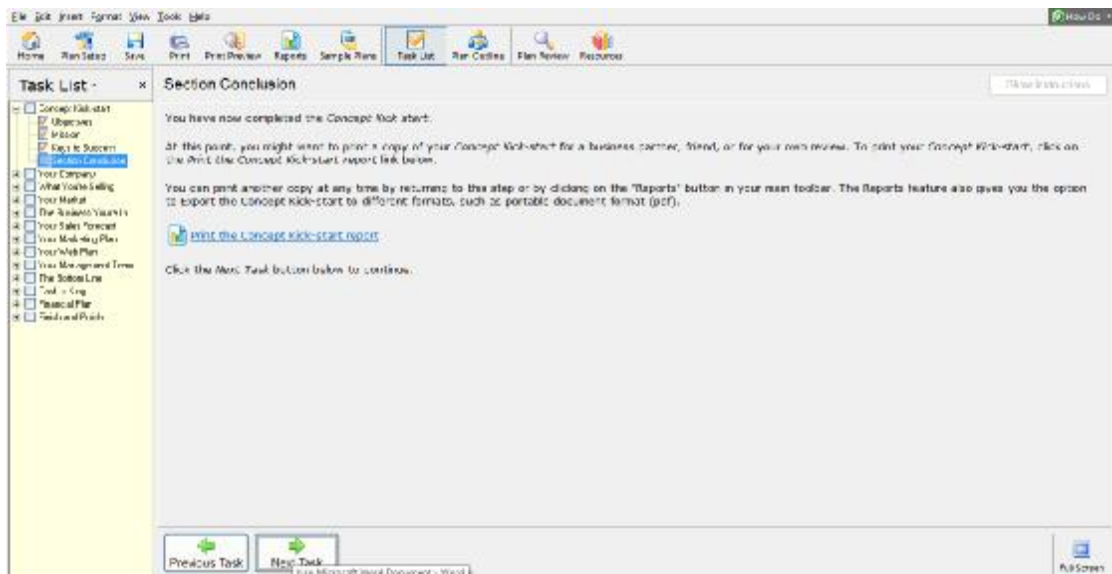 File Edit Insert Format View Tools Help
How Do
Home Plan Setup Save Print Print Preview Reports Sample Plans Task List Plan Outline Plan Review Resources
Task List - ×
Section Conclusion
Concept Kick-start
Objectives
Mission
Keys to Success
Section Conclusion
Your Company
What You're Selling
Your Market
The Business You're In
Your Sales Forecast
Your Marketing Plan
Your Web Plan
Your Management Team
The Bottom Line
Cash is King
Financial Plan
Finish and Polish
You have now completed the Concept Kick-start.
At this point, you might want to print a copy of your Concept Kick-start for a business partner, friend, or for your own review. To print your Concept Kick-start, click on
the Print the Concept Kick-start report link below.
You can print another copy at any time by returning to this step or by clicking on the "Reports" button in your main toolbar. The Reports feature also gives you the option
to Export the Concept Kick-start to different formats, such as portable document format (pdf).
Print the Concept Kick-start report
Click the Next Task button below to continue.
Previous Task Next Task
Microsoft Word Document - Word
Full Screen